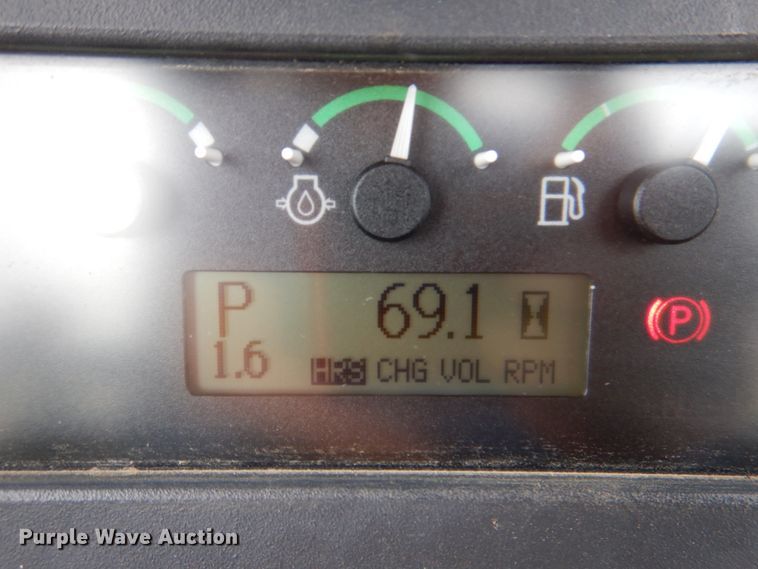 P 69.1
1.6 HRS CHG VOL RPM
P
Purple Wave Auction